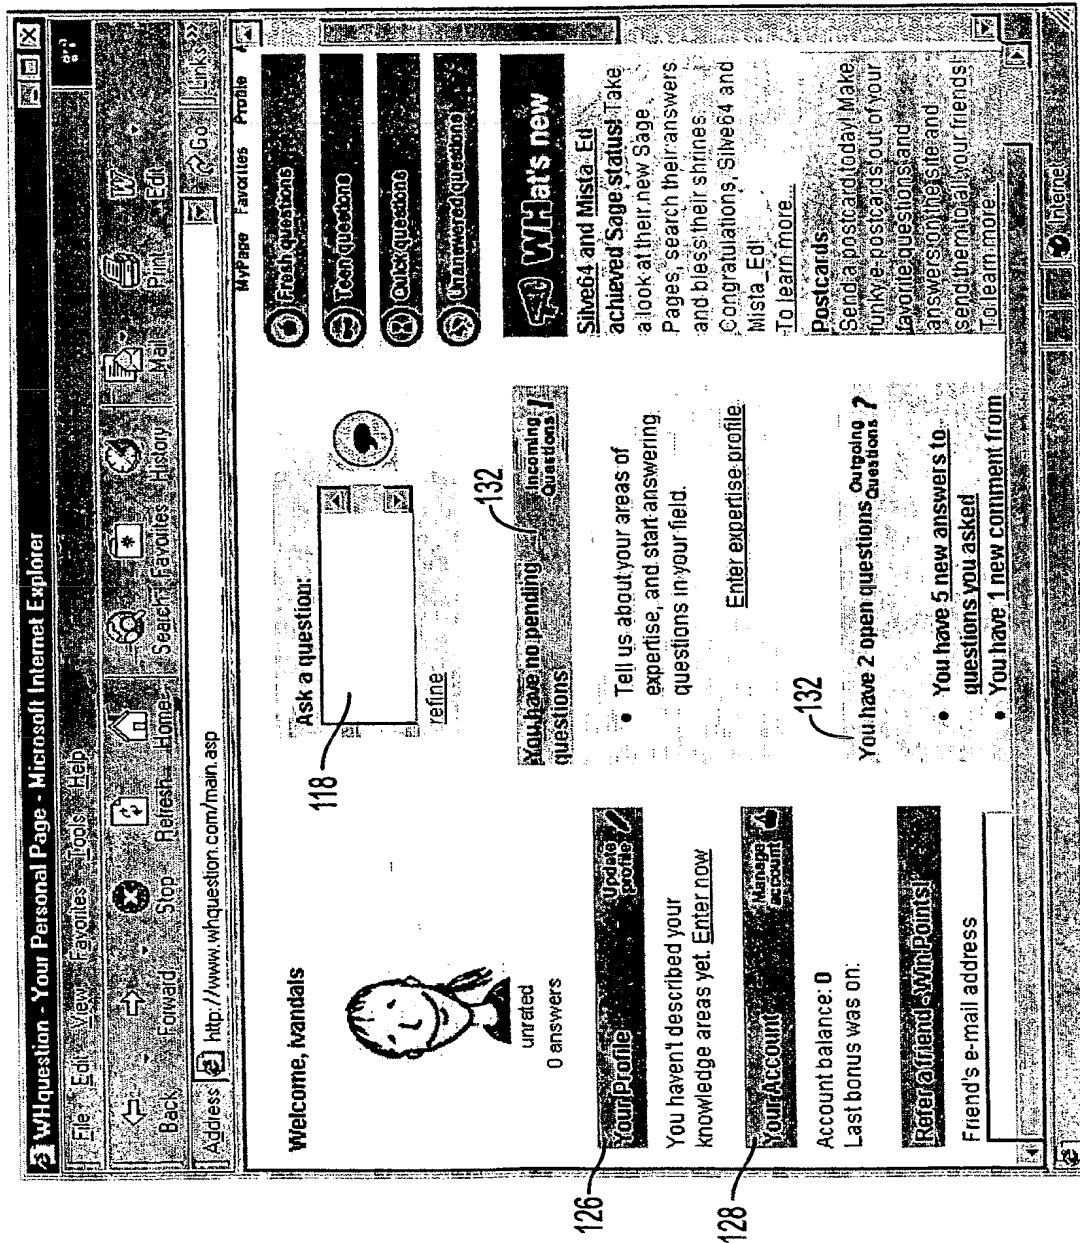 WHquestion - Your Personal Page - Microsoft Internet Explorer
File Edit View Favorites Tools Help
Back Forward Stop Refresh Home Search Favorites History Mail Print Edit
Address http://www.whquestion.com/main.asp Go Links »
MyPage Favorites Profile
Welcome, ivandals
unrated
0 answers
126
Your Profile Update profile
You haven't described your
knowledge areas yet. Enter now
128
Your Account Manage account
Account balance: 0
Last bonus was on:
Refer a friend - Win Points!
Friend's e-mail address
118
Ask a question:
refine
132
You have no pending
questions
Incoming
Questions
• Tell us about your areas of
expertise, and start answering
questions in your field.
Enter expertise profile
132
You have 2 open questions
Outgoing
Questions ?
• You have 5 new answers to
questions you asked
• You have 1 new comment from
Fresh questions
Teen questions
Quick questions
Unanwered questions
WHat's new
Silve64 and Mista_Ed
achieved Sage status! Take
a look at their new Sage
Pages, search their answers
and bless their shrines.
Congratulations, Silve64 and
Mista_Ed!
To learn more...
Postcards
Send a postcard today! Make
funky e-postcards out of your
favorite questions and
answers on the site and
send them to all your friends!
To learn more...
Internet